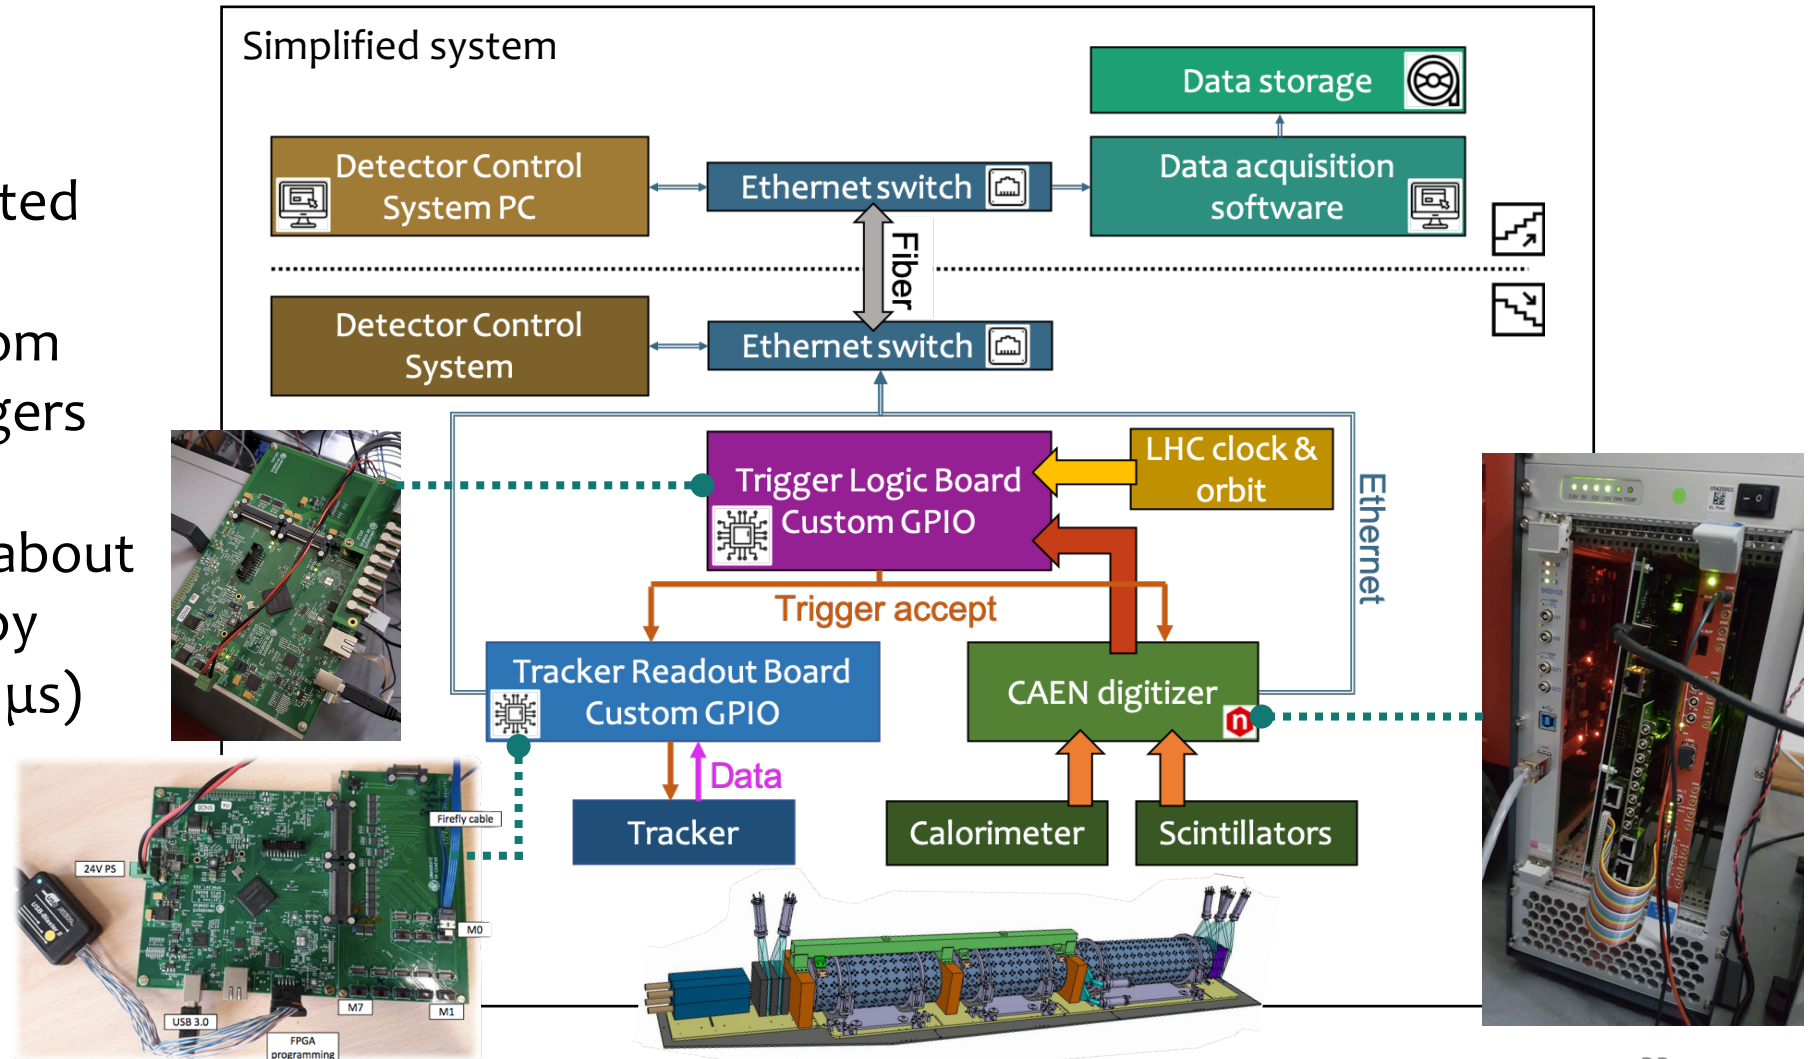 Simplified system
Data storage
Detector Control
System PC
Ethernet switch
Data acquisition
software
ted
Fiber
Detector Control
System
Ethernet switch
om
gers
LHC clock &
orbit
Trigger Logic Board
Custom GPIO
Ethernet
about
by
µs)
Trigger accept
Tracker Readout Board
Custom GPIO
CAEN digitizer
n
Data
Tracker
Calorimeter
Scintillators
Firefly cable
24V PS
M0
M7
M1
USB 3.0
FPGA
programming